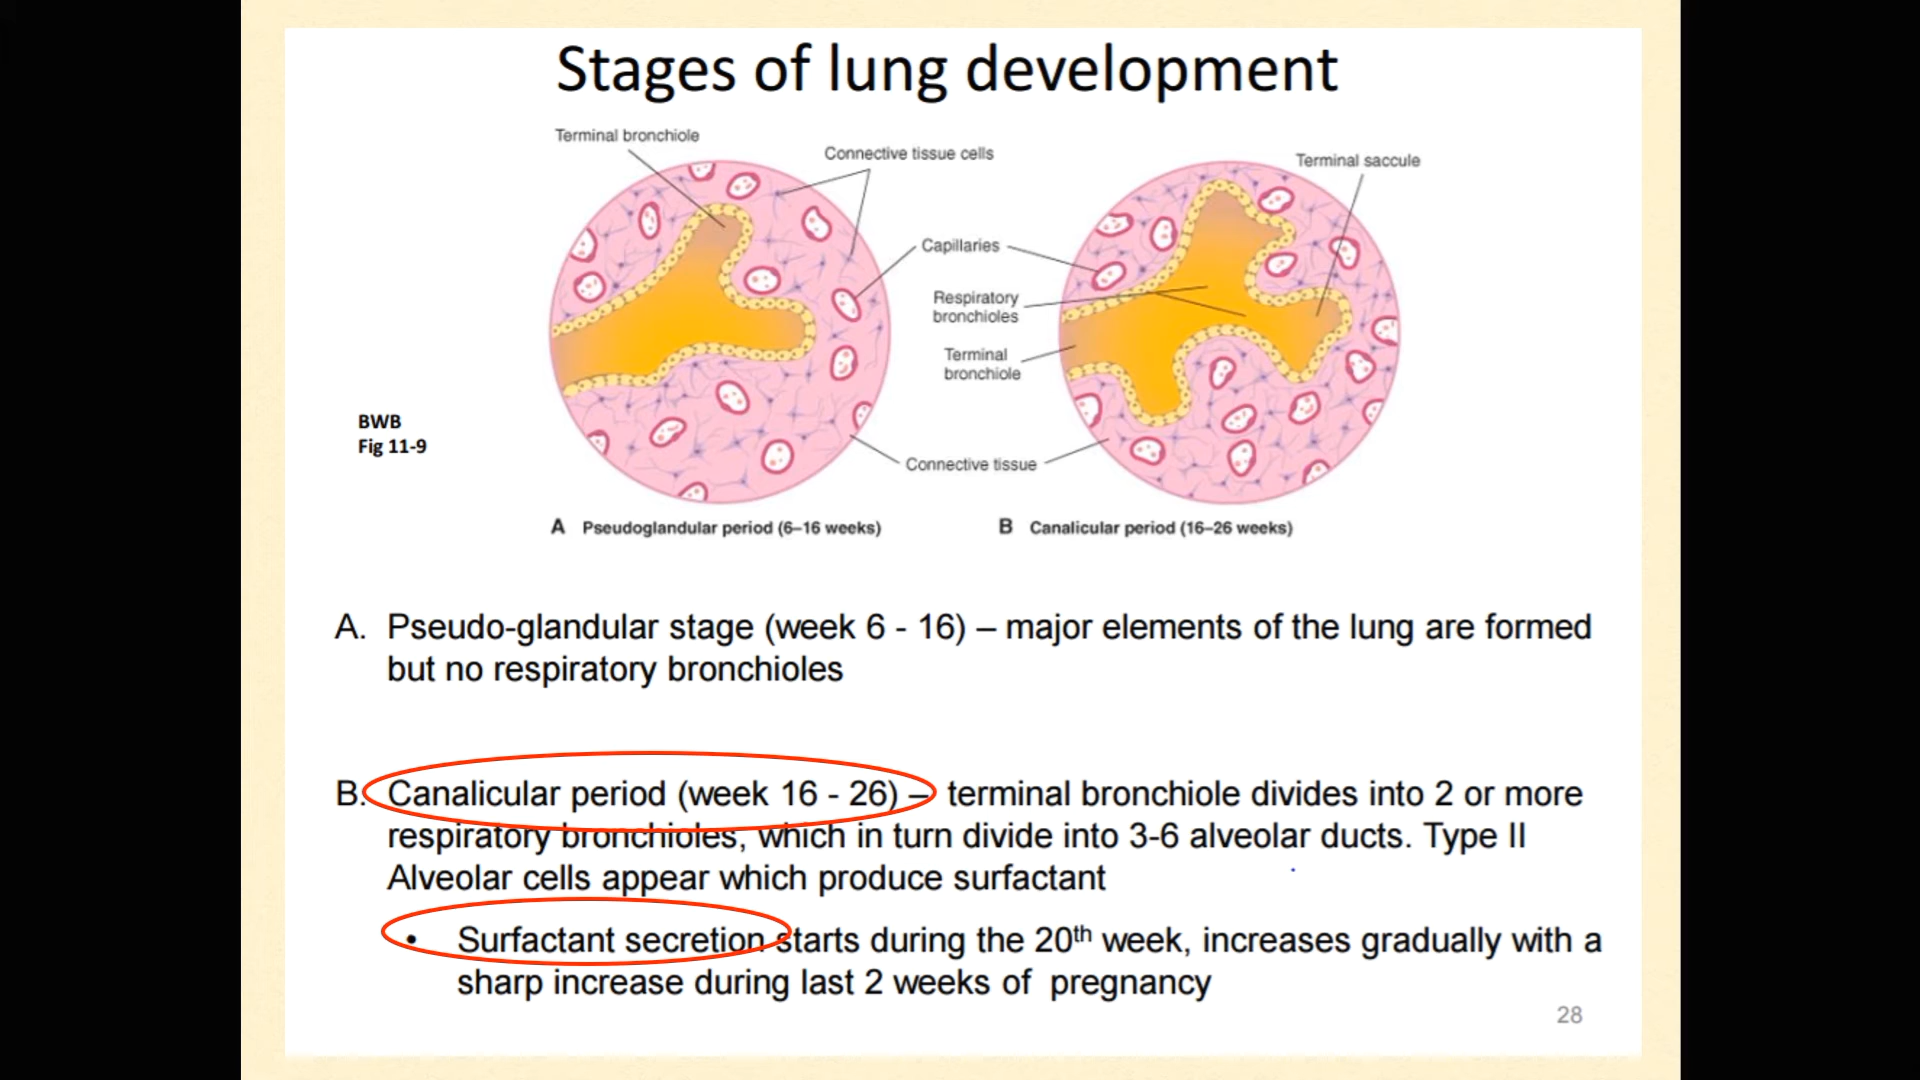 Stages of lung development
Terminal bronchiole
Connective tissue cells
Terminal saccule
Capillaries
Respiratory
bronchioles
Terminal
bronchiole
BWB
Fig 11-9
Connective tissue
A Pseudoglandular period (6–16 weeks)
B Canalicular period (16–26 weeks)
A. Pseudo-glandular stage (week 6 - 16) – major elements of the lung are formed
but no respiratory bronchioles
B. Canalicular period (week 16 - 26) – terminal bronchiole divides into 2 or more
respiratory bronchioles, which in turn divide into 3-6 alveolar ducts. Type II
Alveolar cells appear which produce surfactant
• Surfactant secretion starts during the 20th week, increases gradually with a
sharp increase during last 2 weeks of pregnancy
28